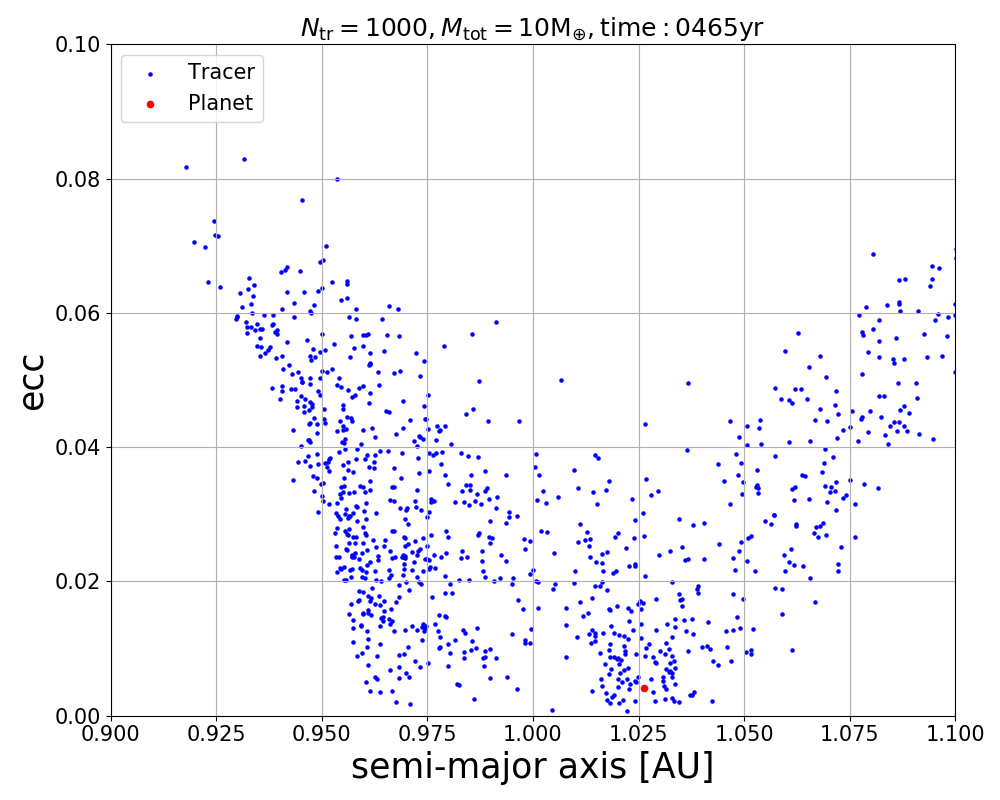 N_tr = 1000, M_tot = 10M_⊕, time : 0465yr
Tracer
Planet
0.10
0.08
0.06
0.04
0.02
0.00
ecc
0.900 0.925 0.950 0.975 1.000 1.025 1.050 1.075 1.100
semi-major axis [AU]